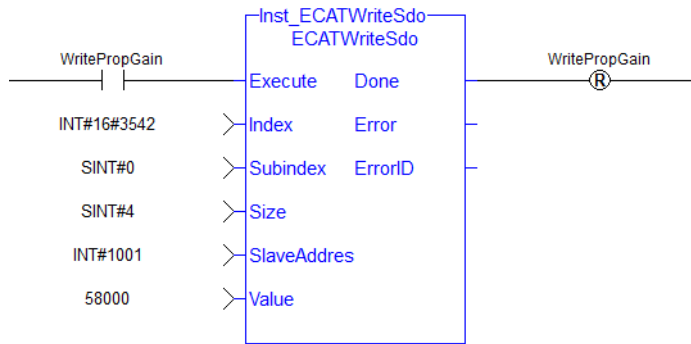 Inst_ECATWriteSdo
ECATWriteSdo
WritePropGain
WritePropGain
Execute Done
R
INT#16#3542
Index Error
SINT#0
Subindex ErrorID
SINT#4
Size
INT#1001
SlaveAddres
58000
Value